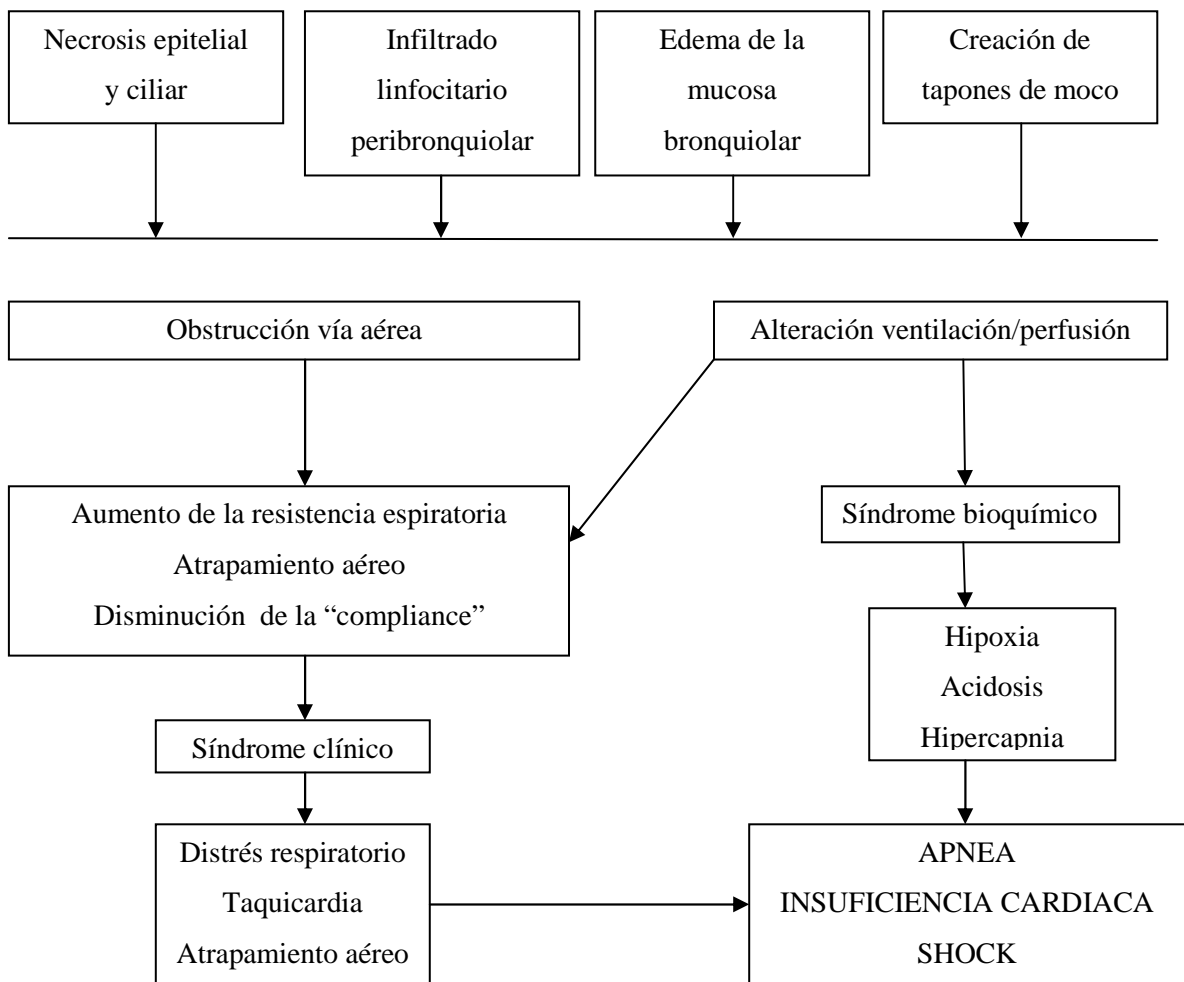 Necrosis epitelial
y ciliar
Infiltrado
linfocitario
peribronquiolar
Edema de la
mucosa
bronquiolar
Creación de
tapones de moco
Obstrucción vía aérea
Alteración ventilación/perfusión
Aumento de la resistencia espiratoria
Atrapamiento aéreo
Disminución de la “compliance”
Síndrome bioquímico
Hipoxia
Acidosis
Hipercapnia
Síndrome clínico
Distrés respiratorio
Taquicardia
Atrapamiento aéreo
APNEA
INSUFICIENCIA CARDIACA
SHOCK